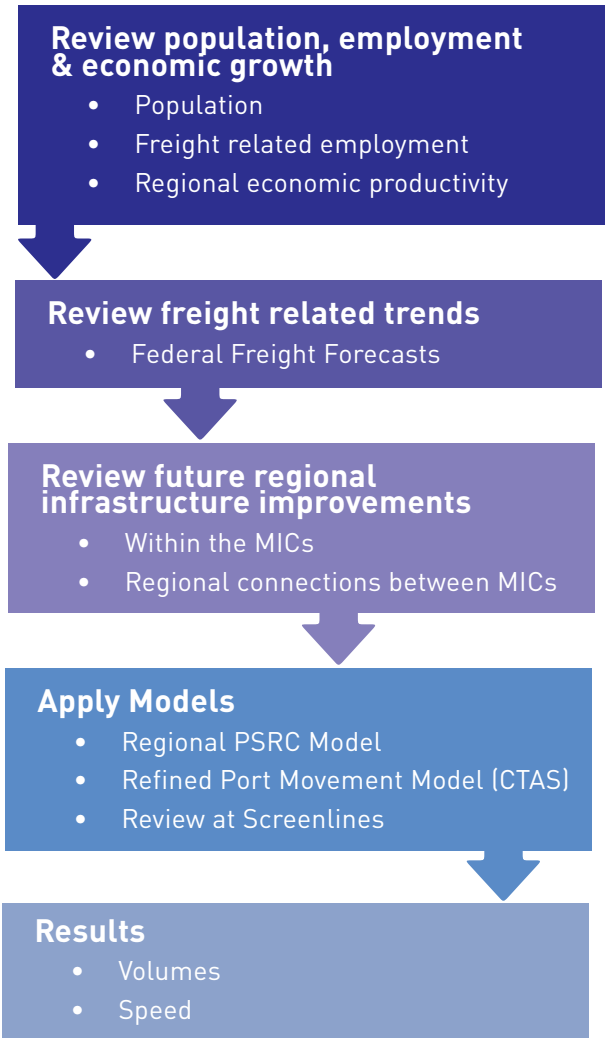 Review population, employment
& economic growth
• Population
• Freight related employment
• Regional economic productivity
Review freight related trends
• Federal Freight Forecasts
Review future regional
infrastructure improvements
• Within the MICs
• Regional connections between MICs
Apply Models
• Regional PSRC Model
• Refined Port Movement Model (CTAS)
• Review at Screenlines
Results
• Volumes
• Speed